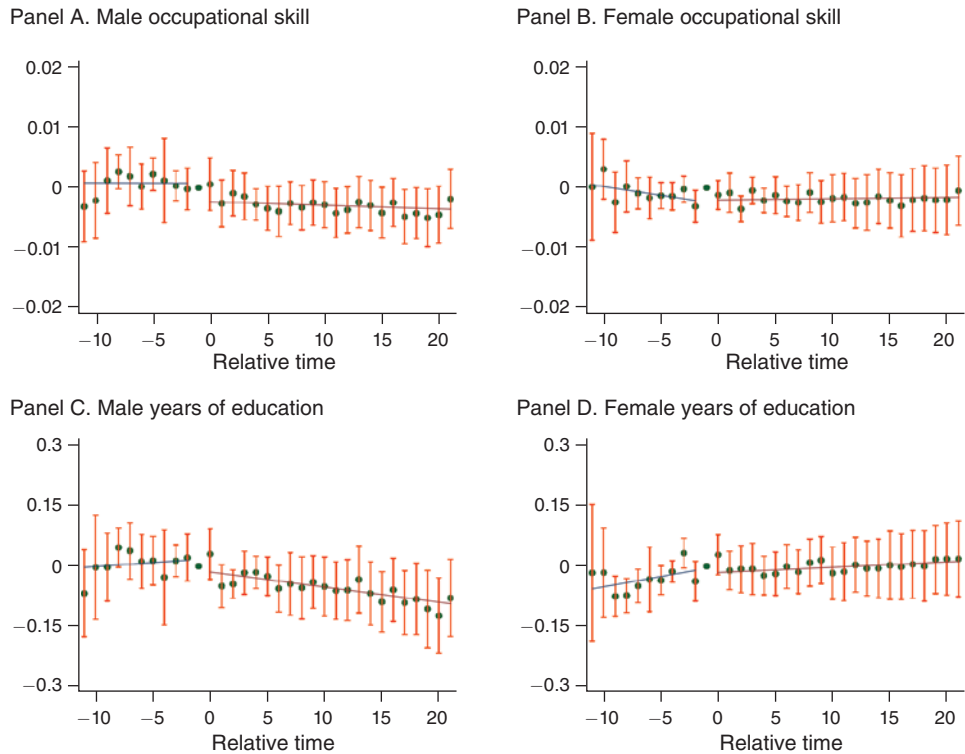 Panel A. Male occupational skill
0.02
0.01
0
−0.01
−0.02
−10 −5 0 5 10 15 20
Relative time
Panel B. Female occupational skill
0.02
0.01
0
−0.01
−0.02
−10 −5 0 5 10 15 20
Relative time
Panel C. Male years of education
0.3
0.15
0
−0.15
−0.3
−10 −5 0 5 10 15 20
Relative time
Panel D. Female years of education
0.3
0.15
0
−0.15
−0.3
−10 −5 0 5 10 15 20
Relative time